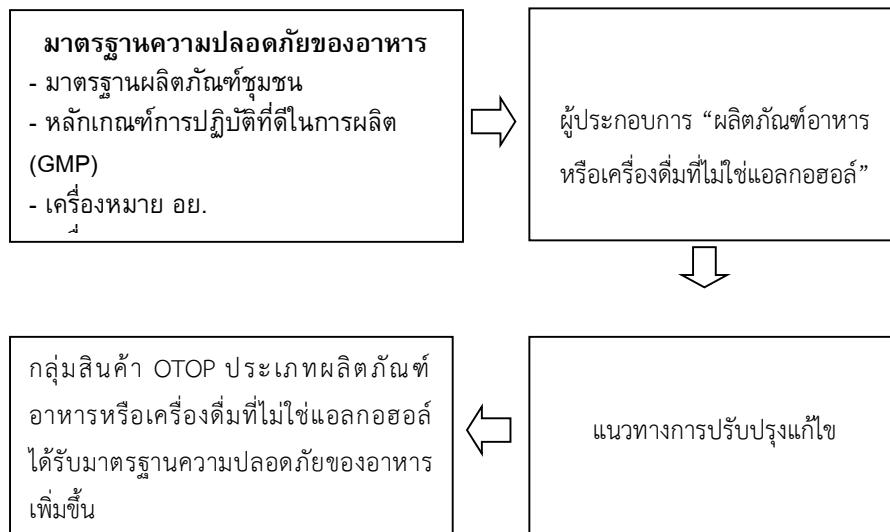 มาตรฐานความปลอดภัยของอาหาร
- มาตรฐานผลิตภัณฑ์ชุมชน
- หลักเกณฑ์การปฏิบัติที่ดีในการผลิต
(GMP)
- เครื่องหมาย อย.
ผู้ประกอบการ “ผลิตภัณฑ์อาหาร
หรือเครื่องดื่มที่ไม่ใช่แอลกอฮอล์”
แนวทางการปรับปรุงแก้ไข
กลุ่มสินค้า OTOP ประเภทผลิตภัณฑ์
อาหารหรือเครื่องดื่มที่ไม่ใช่แอลกอฮอล์
ได้รับมาตรฐานความปลอดภัยของอาหาร
เพิ่มขึ้น